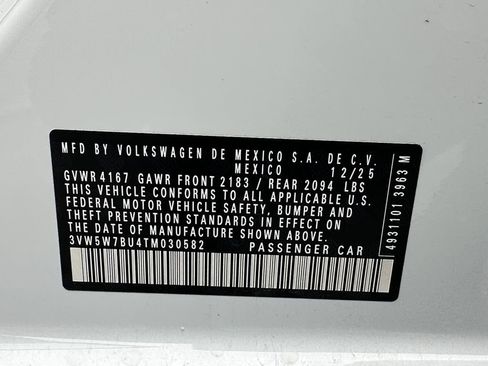 MFD BY VOLKSWAGEN DE MEXICO S.A. DE C.V.
MEXICO 12/25
GVWR 4167 GAWR FRONT 2183 / REAR 2094 LBS
THIS VEHICLE CONFORMS TO ALL APPLICABLE U.S.
FEDERAL MOTOR VEHICLE SAFETY, BUMPER AND
THEFT PREVENTION STANDARDS IN EFFECT ON
THE DATE OF MANUFACTURE SHOWN ABOVE.
3VW5W7BU4TM030582 PASSENGER CAR
4931101 3963 M